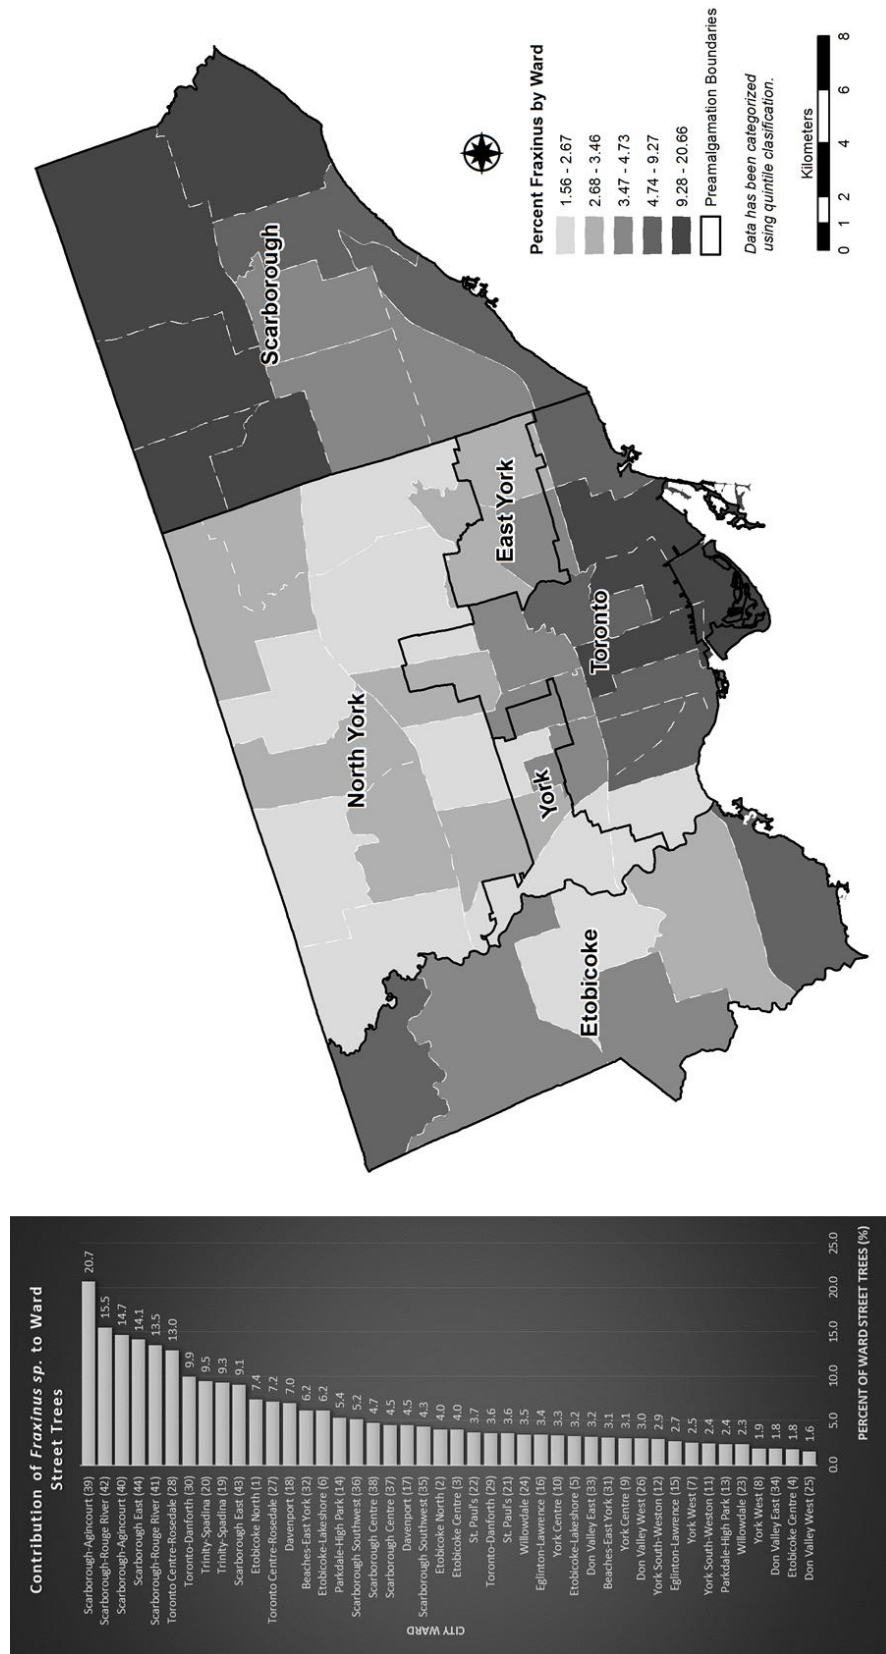 Contribution of Fraxinus sp. to Ward
Street Trees
CITY WARD
Scarborough-Agincourt (39) 20.7
Scarborough-Rouge River (42) 15.5
Scarborough-Agincourt (40) 14.7
Scarborough East (44) 14.1
Scarborough-Rouge River (41) 13.5
Toronto Centre-Rosedale (28) 13.0
Toronto-Danforth (30) 9.9
Trinity-Spadina (20) 9.5
Trinity-Spadina (19) 9.3
Scarborough East (43) 9.1
Etobicoke North (1) 7.4
Toronto Centre-Rosedale (27) 7.2
Davenport (18) 7.0
Beaches-East York (32) 6.2
Etobicoke-Lakeshore (6) 6.2
Parkdale-High Park (14) 5.4
Scarborough Southwest (36) 5.2
Scarborough Centre (38) 4.7
Scarborough Centre (37) 4.5
Davenport (17) 4.5
Scarborough Southwest (35) 4.3
Etobicoke North (2) 4.0
Etobicoke Centre (3) 4.0
St. Paul's (22) 3.7
Toronto-Danforth (29) 3.6
St. Paul's (21) 3.6
Willowdale (24) 3.5
Eglinton-Lawrence (16) 3.4
York Centre (10) 3.3
Etobicoke-Lakeshore (5) 3.2
Don Valley East (33) 3.2
Beaches-East York (31) 3.1
York Centre (9) 3.1
Don Valley West (26) 3.0
York South-Weston (12) 2.9
Eglinton-Lawrence (15) 2.7
York West (7) 2.5
York South-Weston (11) 2.4
Parkdale-High Park (13) 2.4
Willowdale (23) 2.3
York West (8) 1.9
Don Valley East (34) 1.8
Etobicoke Centre (4) 1.8
Don Valley West (25) 1.6
0.0 5.0 10.0 15.0 20.0 25.0
PERCENT OF WARD STREET TREES (%)
Scarborough
North York
East York
York
Toronto
Etobicoke
Percent Fraxinus by Ward
1.56 - 2.67
2.68 - 3.46
3.47 - 4.73
4.74 - 9.27
9.28 - 20.66
Preamalgamation Boundaries
Data has been categorized
using quintile clasification.
Kilometers
0 1 2 4 6 8